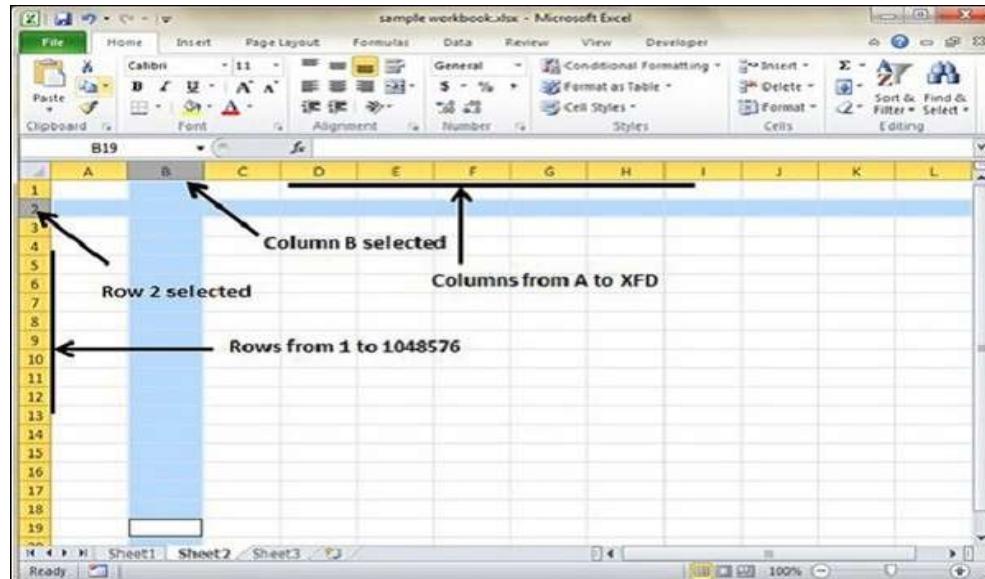 sample workbook.xlsx - Microsoft Excel
File Home Insert Page Layout Formulas Data Review View Developer
Calibri 11 General Conditional Formatting Insert Σ
Paste B I U A A $ % , Format as Table Delete Sort & Find &
A Cell Styles Format Filter Select
Clipboard Font Alignment Number Styles Cells Editing
B19 fx
A B C D E F G H I J K L
1
2
3
4 Column B selected
5
6 Columns from A to XFD
Row 2 selected
7
8
9 Rows from 1 to 1048576
10
11
12
13
14
15
16
17
18
19
20
Sheet1 Sheet2 Sheet3
Ready 100%